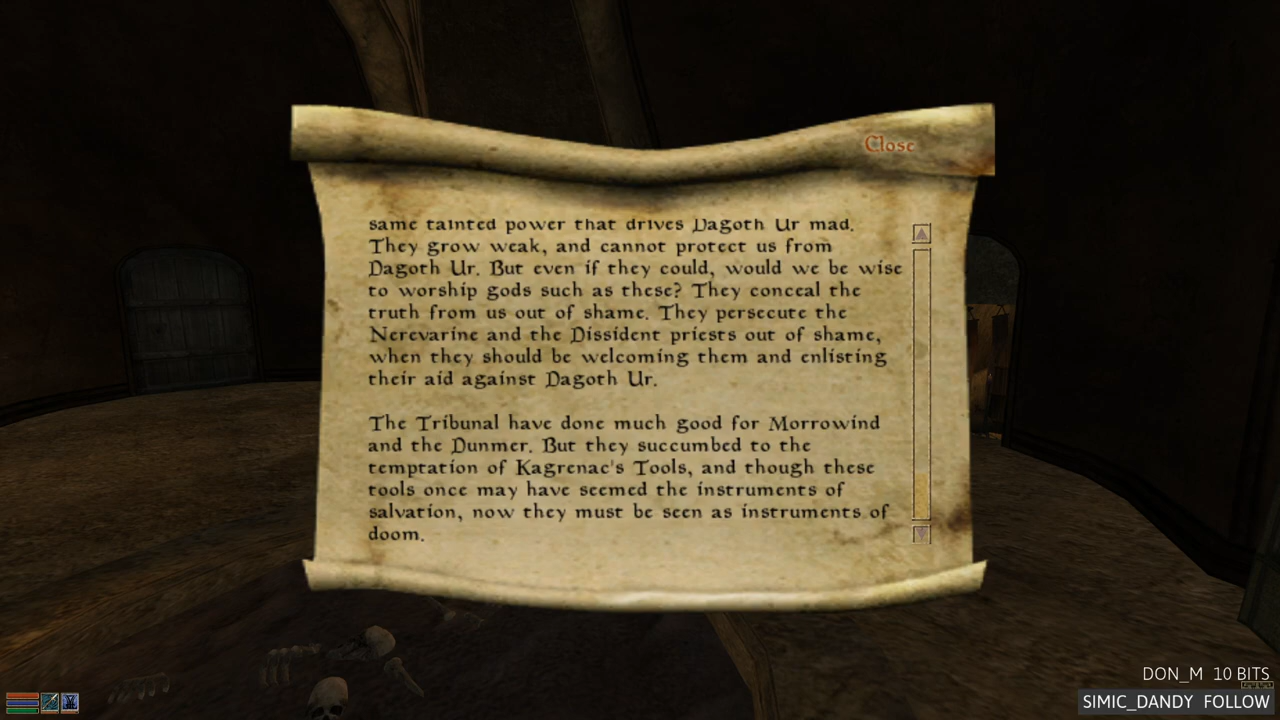 Close
same tainted power that drives Dagoth Ur mad.
They grow weak, and cannot protect us from
Dagoth Ur. But even if they could, would we be wise
to worship gods such as these? They conceal the
truth from us out of shame. They persecute the
Nerevarine and the Dissident priests out of shame,
when they should be welcoming them and enlisting
their aid against Dagoth Ur.
The Tribunal have done much good for Morrowind
and the Dunmer. But they succumbed to the
temptation of Kagrenac's Tools, and though these
tools once may have seemed the instruments of
salvation, now they must be seen as instruments of
doom.
DON_M 10 BITS
SIMIC_DANDY FOLLOW